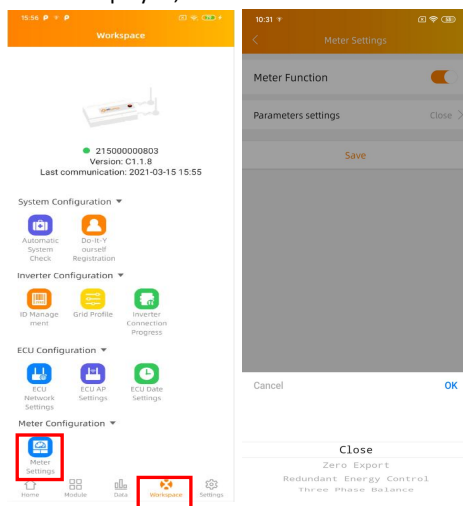 15:56
Workspace
215000000803
Version: C1.1.8
Last communication: 2021-03-15 15:55
System Configuration
Automatic
System
Check
Do-It-Y
ourself
Registration
Inverter Configuration
ID Manage
ment
Grid Profile
Inverter
Connection
Progress
ECU Configuration
ECU
Network
Settings
ECU AP
Settings
ECU Date
Settings
Meter Configuration
Meter
Settings
Home
Module
Data
Workspace
Settings
10:31
Meter Settings
Meter Function
Parameters settings
Close
Save
Cancel
OK
Close
Zero Export
Redundant Energy Control
Three Phase Balance